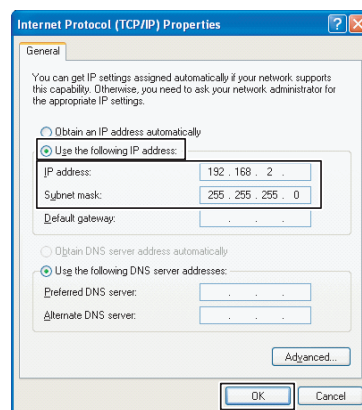 Internet Protocol (TCP/IP) Properties
General
You can get IP settings assigned automatically if your network supports
this capability. Otherwise, you need to ask your network administrator for
the appropriate IP settings.
Obtain an IP address automatically
Use the following IP address:
IP address: 192 . 168 . 2 .
Subnet mask: 255 . 255 . 255 . 0
Default gateway: . . .
Obtain DNS server address automatically
Use the following DNS server addresses:
Preferred DNS server: . . .
Alternate DNS server: . . .
Advanced...
OK Cancel